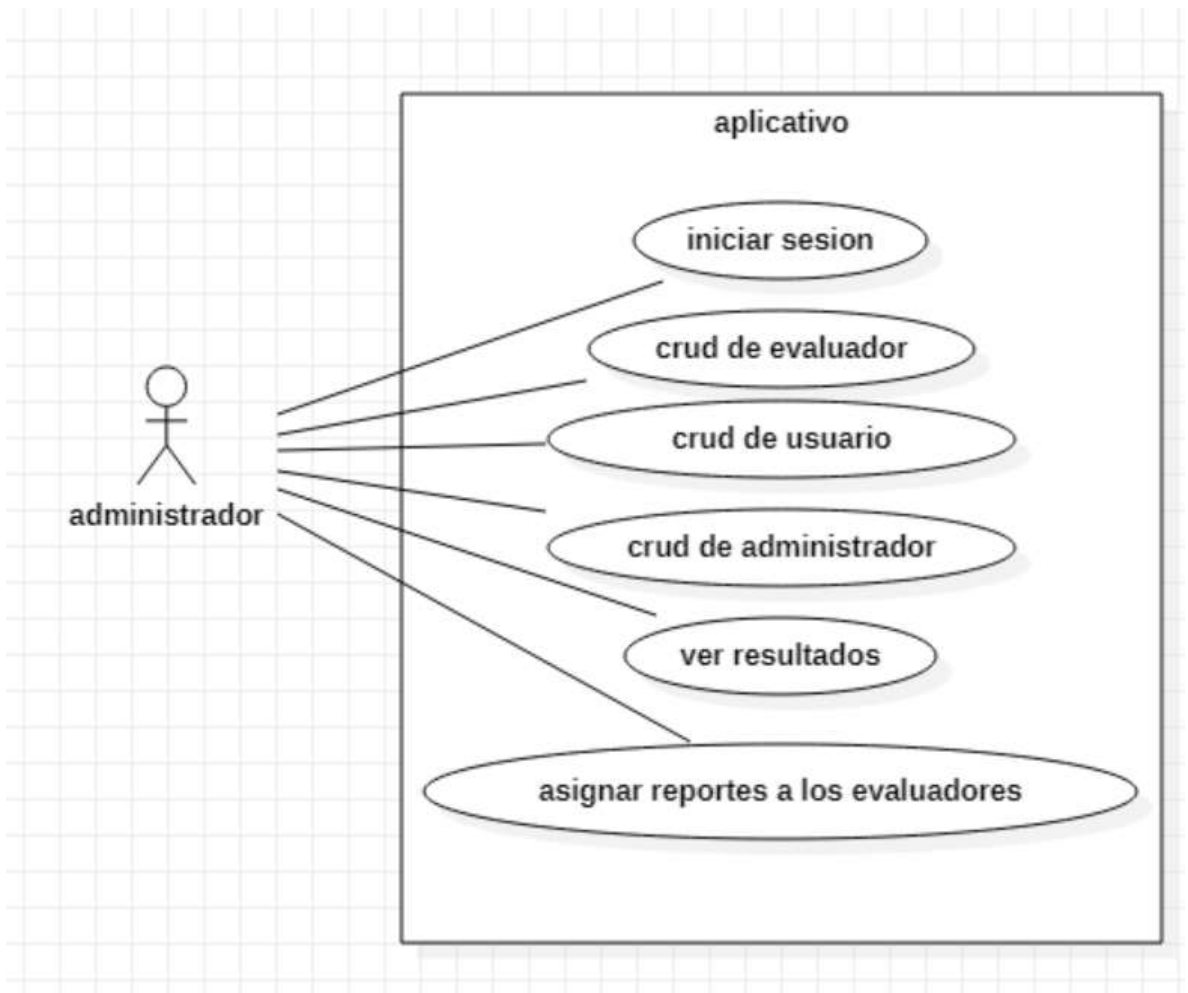 aplicativo
iniciar sesion
crud de evaluador
crud de usuario
administrador
crud de administrador
ver resultados
asignar reportes a los evaluadores